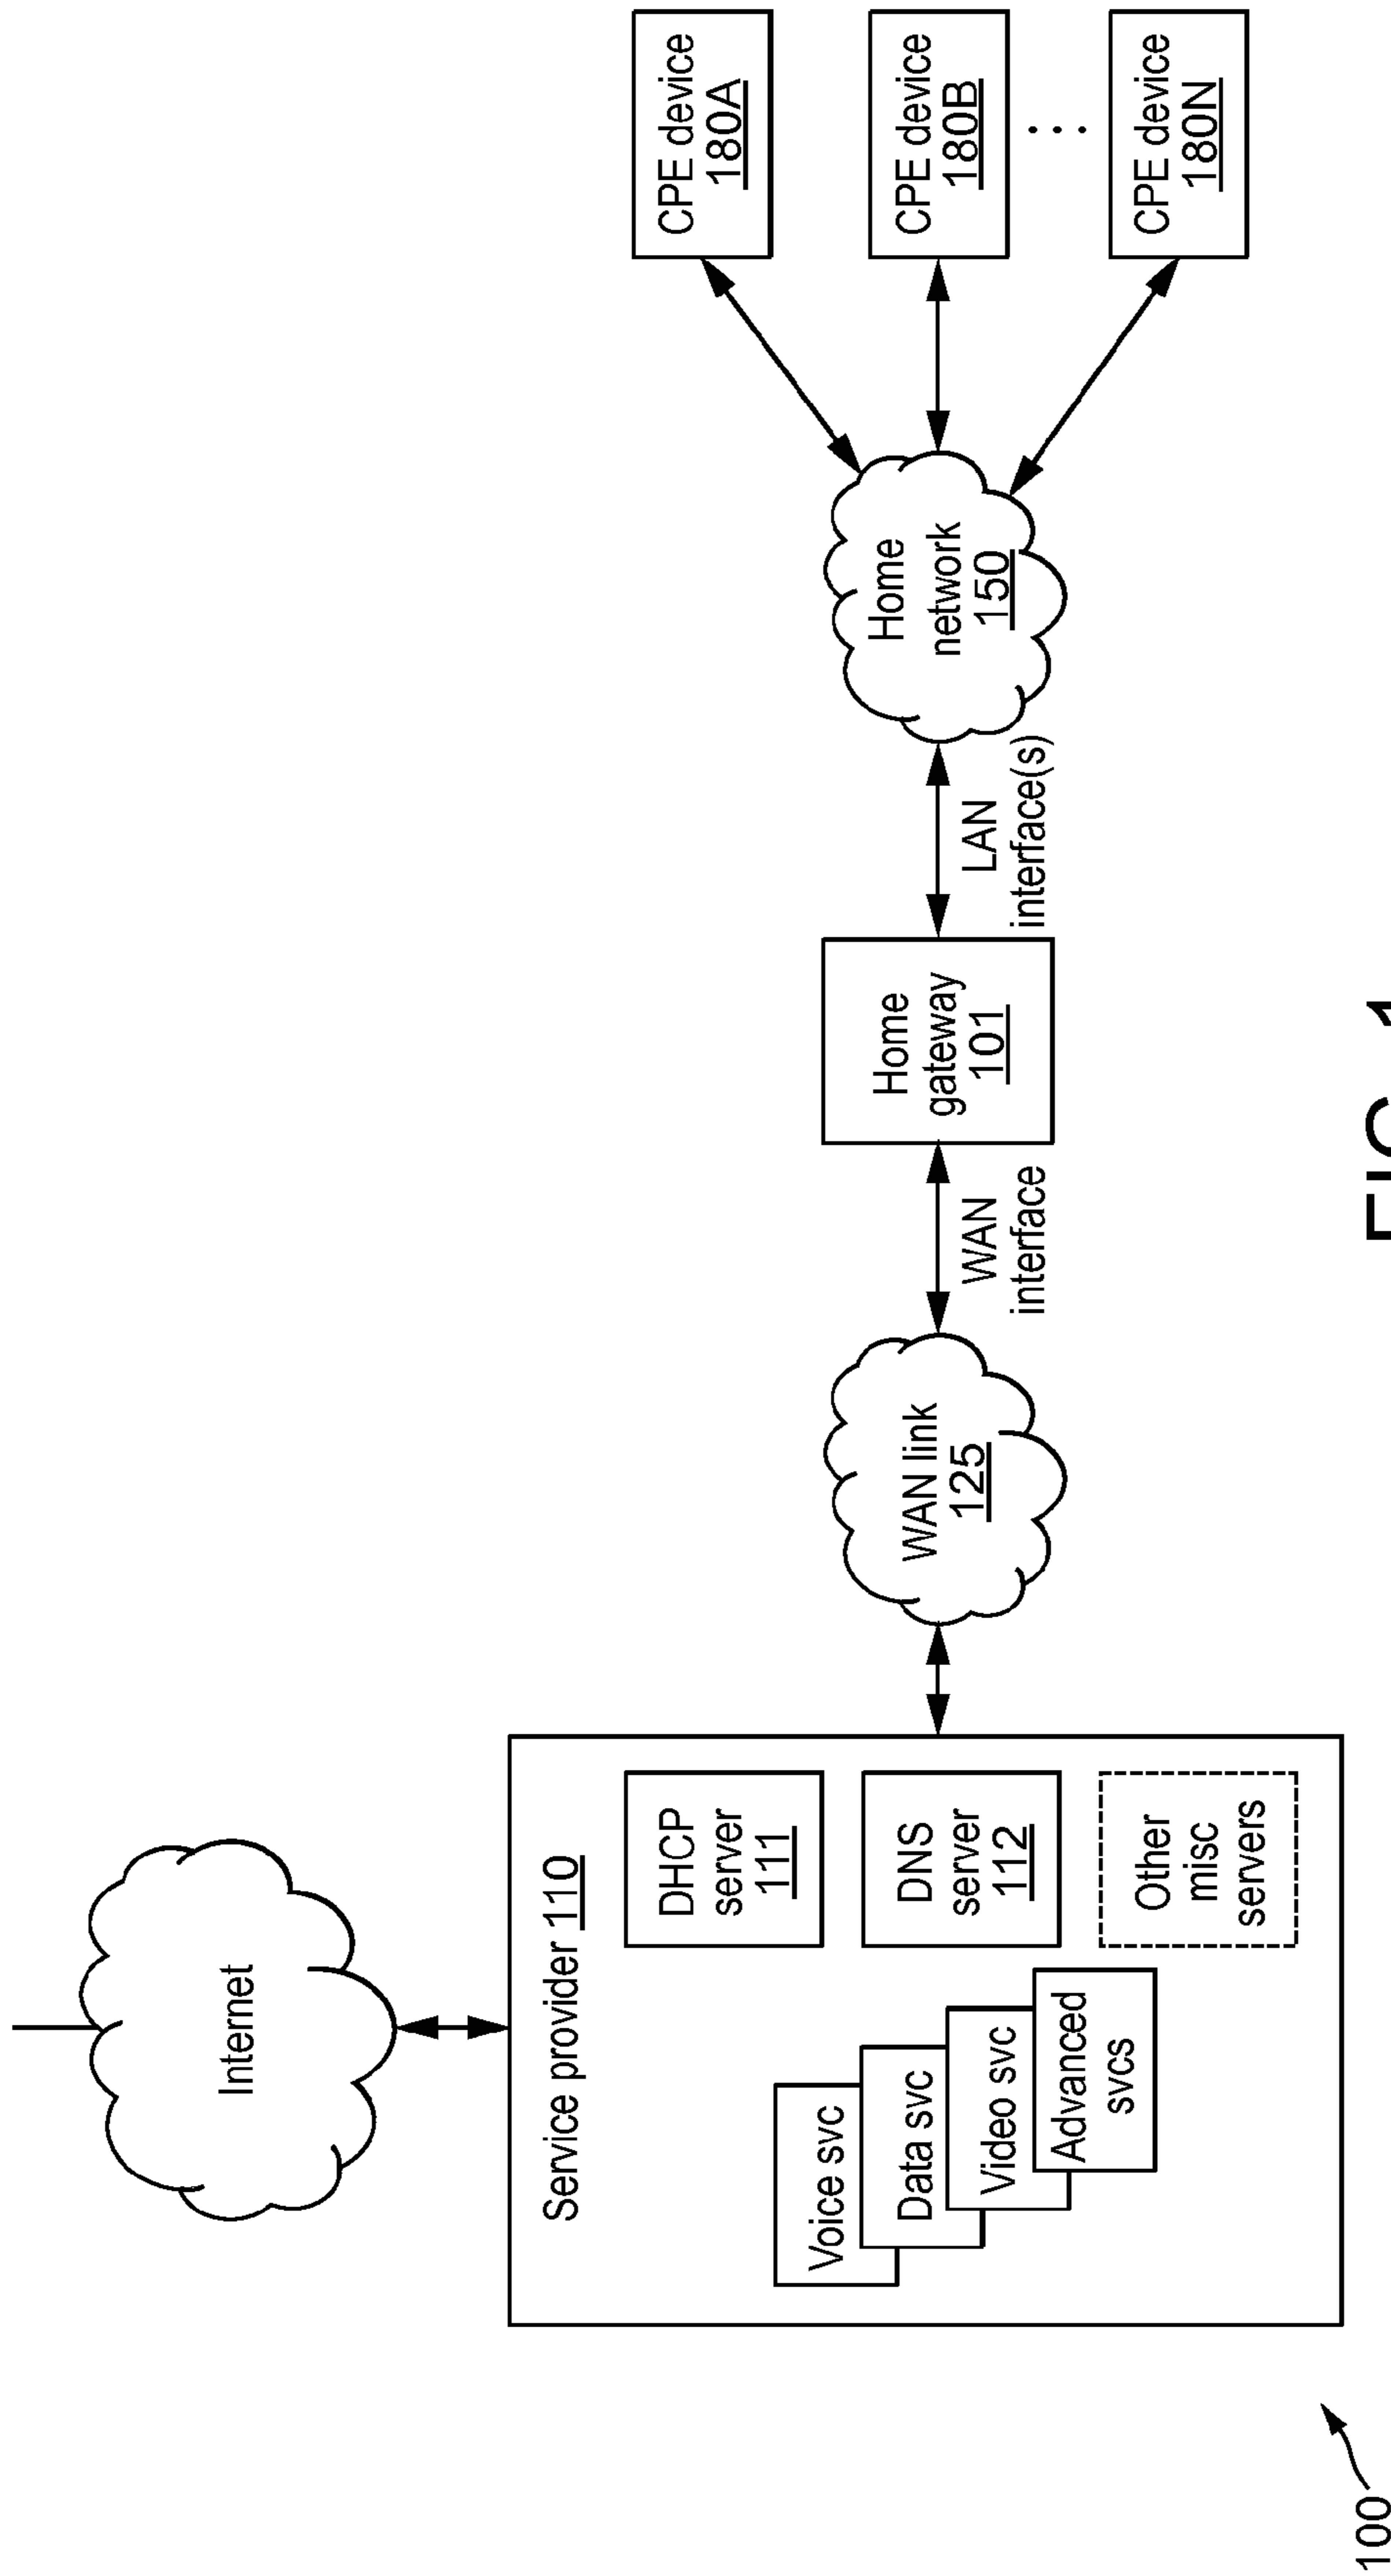 Internet
Service provider 110
Voice svc
Data svc
Video svc
Advanced
svcs
DHCP
server
111
DNS
server
112
Other
misc
servers
WAN link
125
WAN
interface
Home
gateway
101
LAN
interface(s)
Home
network
150
CPE device
180A
CPE device
180B
CPE device
180N
100